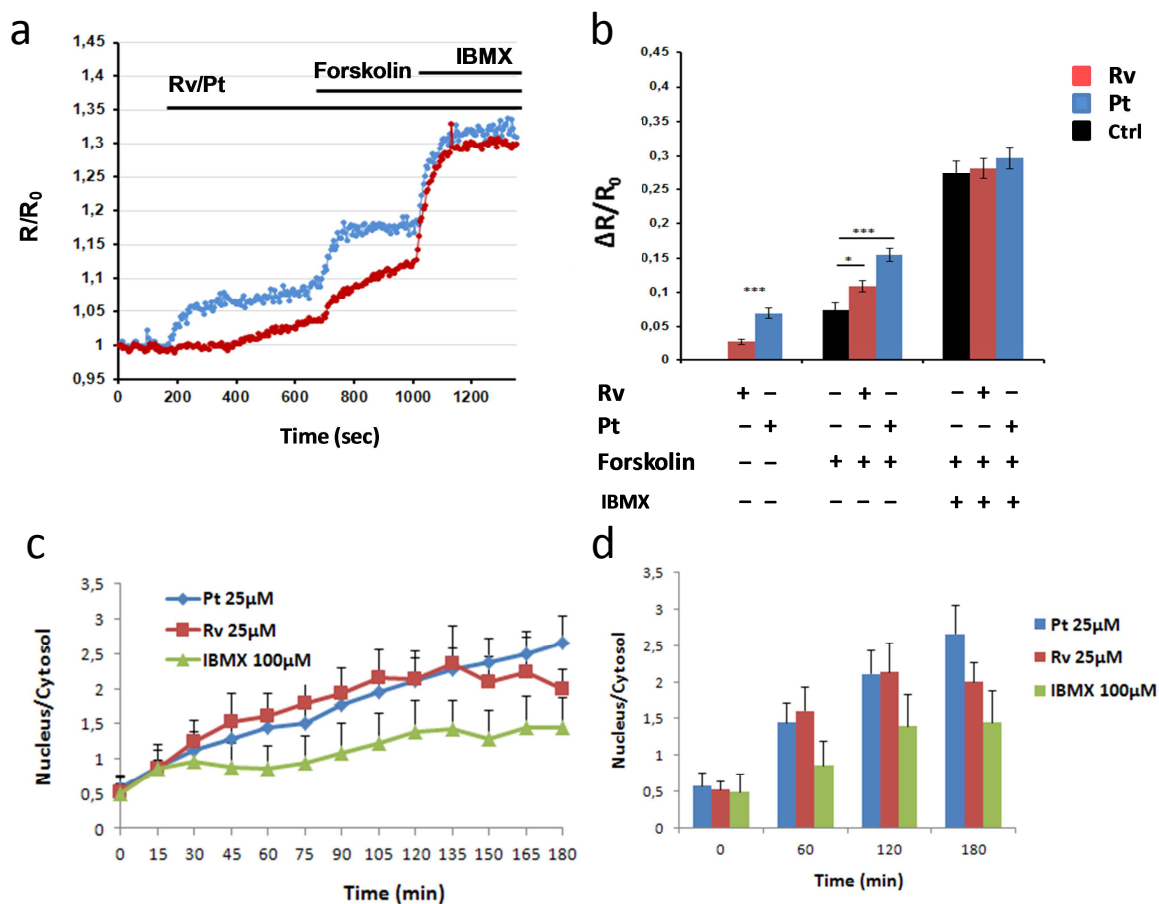 a
1,45
1,4
1,35
1,3
1,25
1,2
1,15
1,1
1,05
1
0,95
R/R0
IBMX
Forskolin
Rv/Pt
0 200 400 600 800 1000 1200
Time (sec)
b
0,45
0,4
0,35
0,3
0,25
0,2
0,15
0,1
0,05
0
ΔR/R0
Rv
Pt
Ctrl
***
***
*
Rv + – – + – – + –
Pt – + – – + – – +
Forskolin – – + + + + + +
IBMX – – – – – + + +
c
3,5
3
2,5
2
1,5
1
0,5
0
Nucleus/Cytosol
Pt 25µM
Rv 25µM
IBMX 100µM
0 15 30 45 60 75 90 105 120 135 150 165 180
Time (min)
d
3,5
3
2,5
2
1,5
1
0,5
0
Nucleus/Cytosol
Pt 25µM
Rv 25µM
IBMX 100µM
0 60 120 180
Time (min)